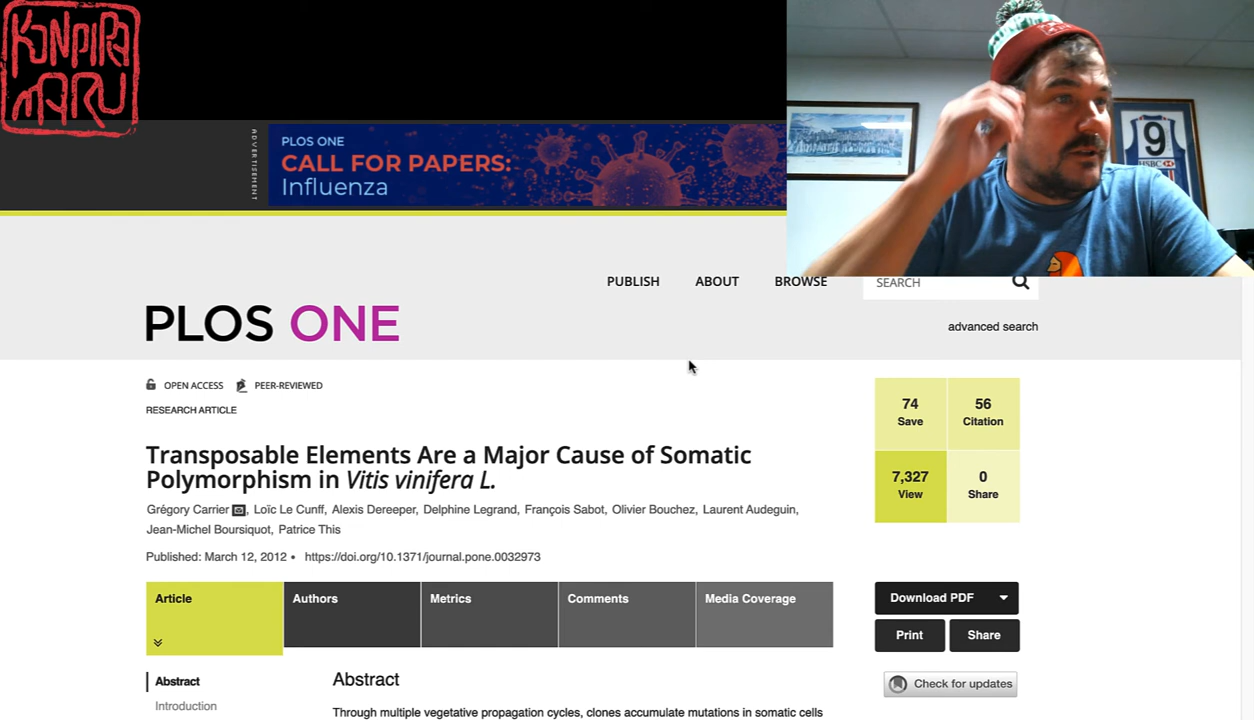 KONPIRA
MARU
ADVERTISEMENT
PLOS ONE
CALL FOR PAPERS:
Influenza
9
HSBC
PUBLISH ABOUT BROWSE
SEARCH
advanced search
PLOS ONE
OPEN ACCESS PEER-REVIEWED
RESEARCH ARTICLE
Transposable Elements Are a Major Cause of Somatic
Polymorphism in Vitis vinifera L.
Grégory Carrier, Loïc Le Cunff, Alexis Dereeper, Delphine Legrand, François Sabot, Olivier Bouchez, Laurent Audeguin,
Jean-Michel Boursiquot, Patrice This
Published: March 12, 2012 • https://doi.org/10.1371/journal.pone.0032973
74
Save
56
Citation
7,327
View
0
Share
Article
Authors
Metrics
Comments
Media Coverage
Download PDF
Print
Share
Check for updates
Abstract
Introduction
Abstract
Through multiple vegetative propagation cycles, clones accumulate mutations in somatic cells